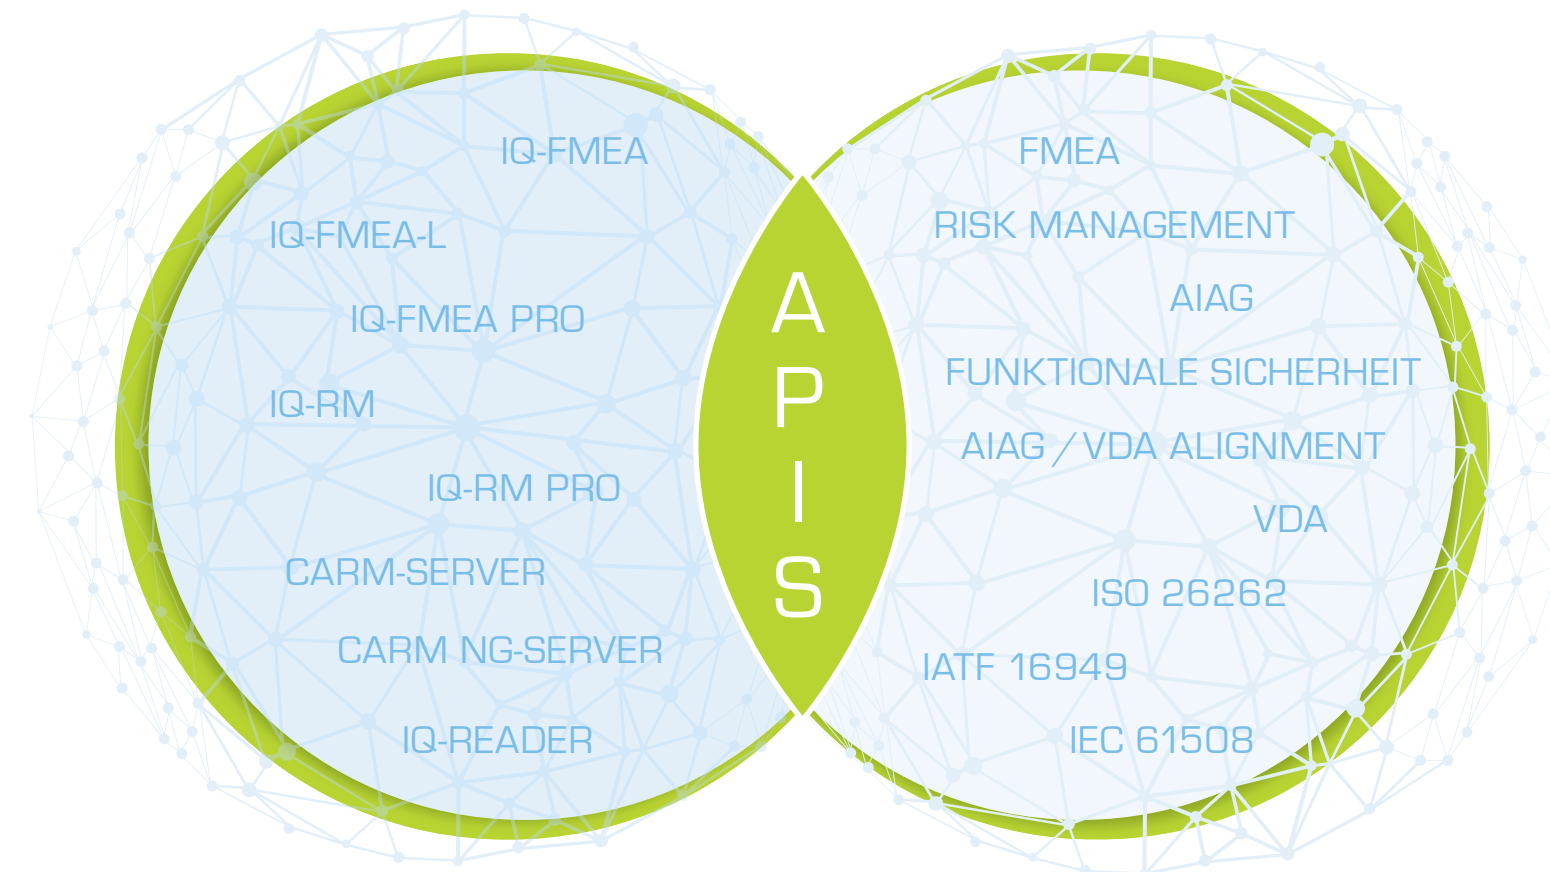 IQ-FMEA
IQ-FMEA-L
IQ-FMEA PRO
IQ-RM
IQ-RM PRO
CARM-SERVER
CARM NG-SERVER
IQ-READER
A
P
I
S
FMEA
RISK MANAGEMENT
AIAG
FUNKTIONALE SICHERHEIT
AIAG / VDA ALIGNMENT
VDA
ISO 26262
IATF 16949
IEC 61508